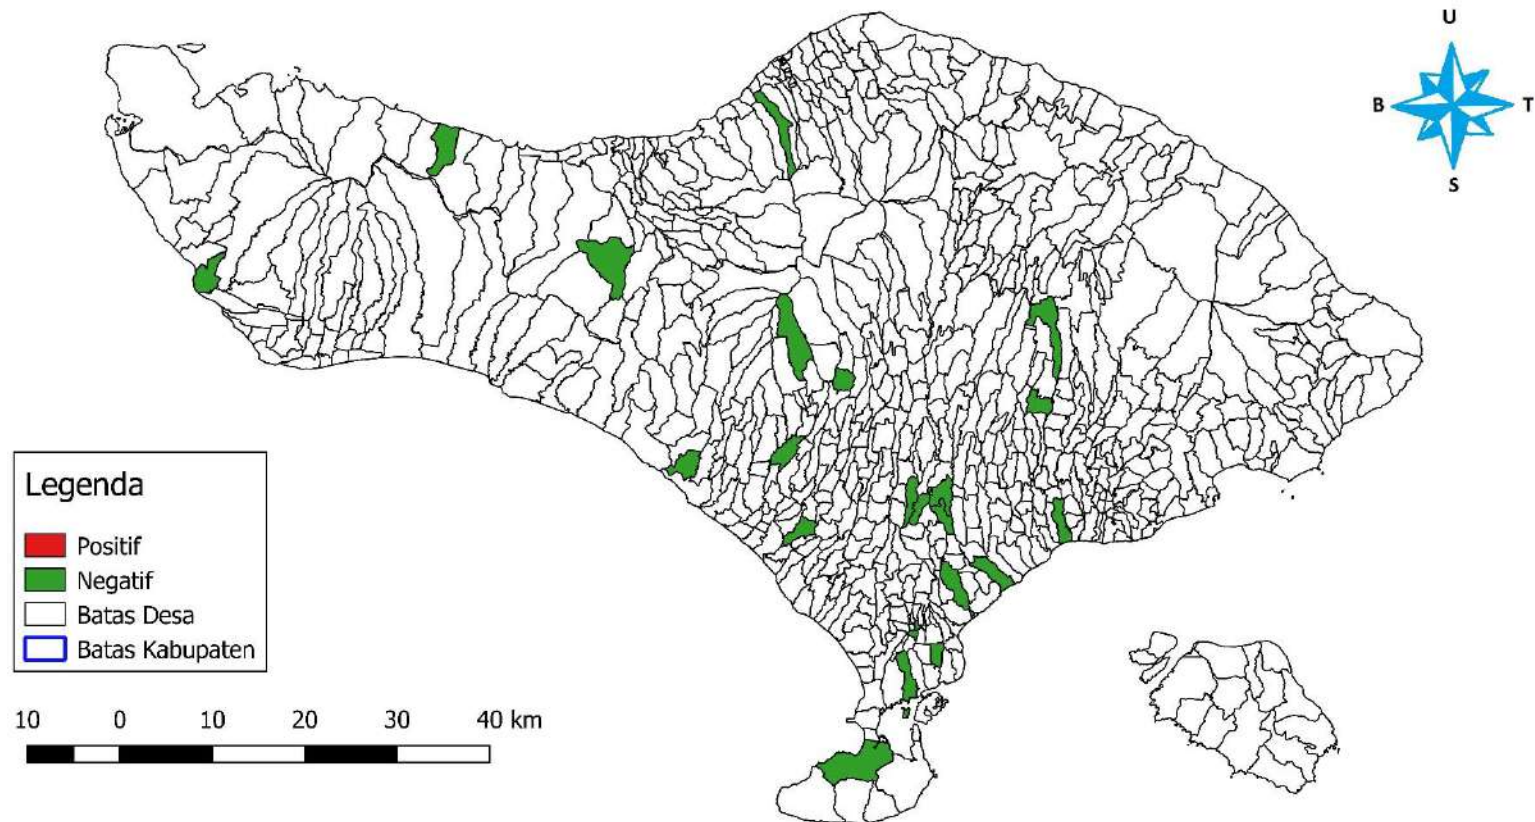 U
B T
S
Legenda
Positif
Negatif
Batas Desa
Batas Kabupaten
10 0 10 20 30 40 km